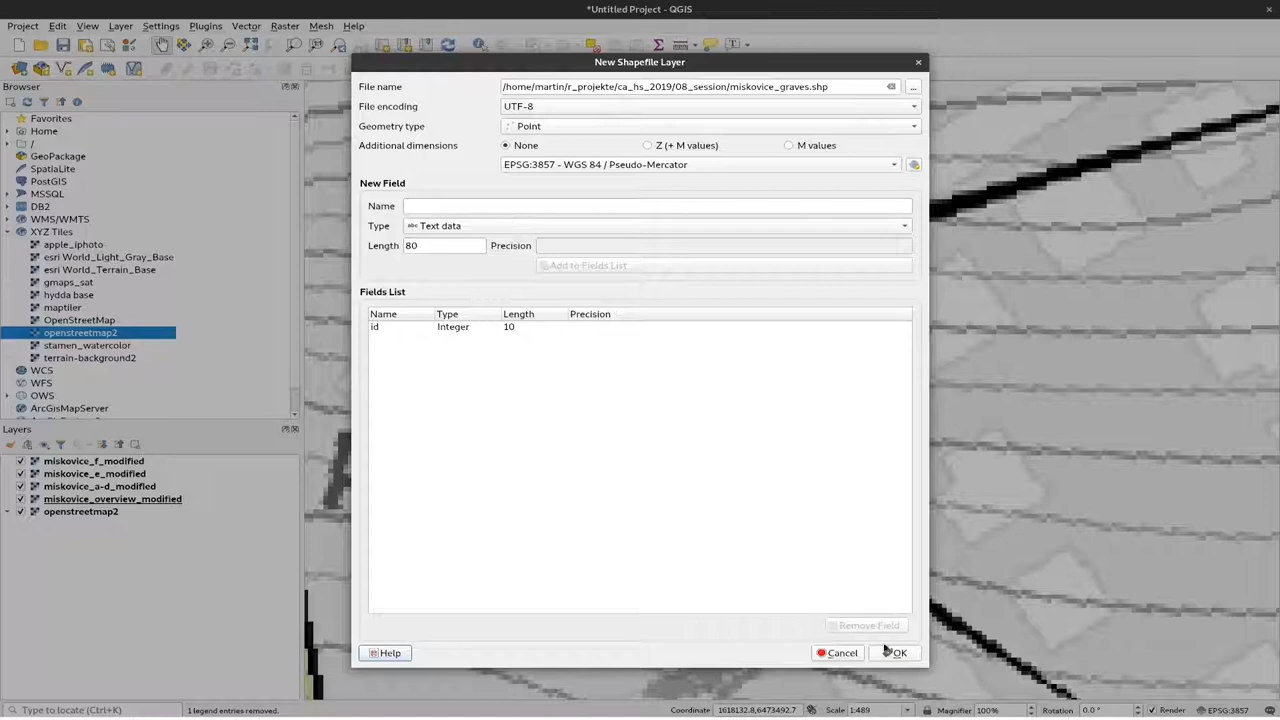 *Untitled Project - QGIS
Project Edit View Layer Settings Plugins Vector Raster Mesh Help
New Shapefile Layer
Browser
Favorites
Home
/
GeoPackage
SpatiaLite
PostGIS
MSSQL
DB2
WMS/WMTS
XYZ Tiles
apple_iphoto
esri World_Light_Gray_Base
esri World_Terrain_Base
gmaps_sat
hydda base
maptiler
OpenStreetMap
openstreetmap2
stamen_watercolor
terrain-background2
WCS
WFS
OWS
ArcGisMapServer
Layers
miskovice_f_modified
miskovice_e_modified
miskovice_a-d_modified
miskovice_overview_modified
openstreetmap2
File name /home/martin/r_projekte/ca_hs_2019/08_session/miskovice_graves.shp ...
File encoding UTF-8
Geometry type Point
Additional dimensions None Z (+ M values) M values
EPSG:3857 - WGS 84 / Pseudo-Mercator
New Field
Name
Type abc Text data
Length 80 Precision
Add to Fields List
Fields List
Name Type Length Precision
id Integer 10
Remove Field
Help Cancel OK
Type to locate (Ctrl+K) 1 legend entries removed. Coordinate 1618132.8,6473492.7 Scale 1:489 Magnifier 100% Rotation 0.0 ° Render EPSG:3857